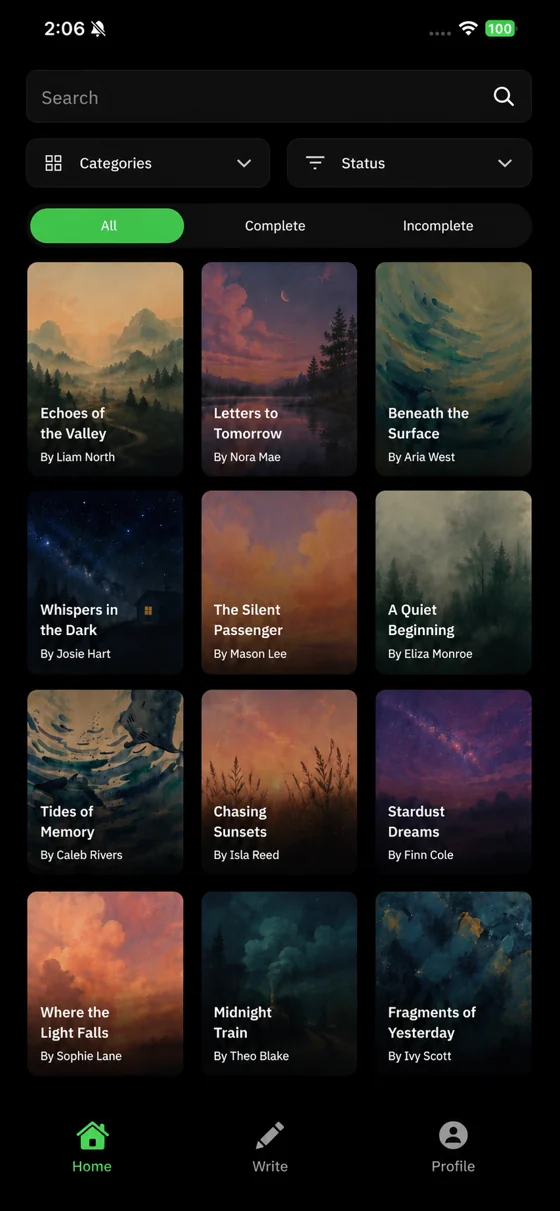 2:06
100
Search
Categories
Status
All
Complete
Incomplete
Echoes of
the Valley
By Liam North
Letters to
Tomorrow
By Nora Mae
Beneath the
Surface
By Aria West
Whispers in
the Dark
By Josie Hart
The Silent
Passenger
By Mason Lee
A Quiet
Beginning
By Eliza Monroe
Tides of
Memory
By Caleb Rivers
Chasing
Sunsets
By Isla Reed
Stardust
Dreams
By Finn Cole
Where the
Light Falls
By Sophie Lane
Midnight
Train
By Theo Blake
Fragments of
Yesterday
By Ivy Scott
Home
Write
Profile